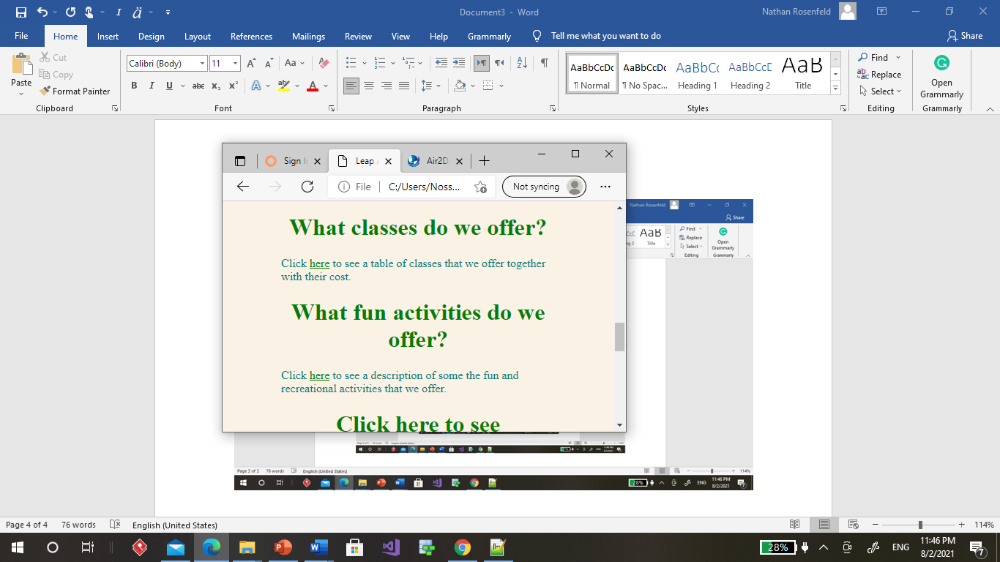 Document3 - Word
Nathan Rosenfeld
File Home Insert Design Layout References Mailings Review View Help Grammarly Tell me what you want to do Share
Paste
Cut
Copy
Format Painter
Clipboard
Calibri (Body) 11
Font
Paragraph
AaBbCcDc AaBbCcDc AaBbCc AaBbCcD AaB
¶ Normal ¶ No Spac... Heading 1 Heading 2 Title
Styles
Find
Replace
Select
Editing
Open
Grammarly
Grammarly
Sign I Leap Air2D
File C:/Users/Noss... Not syncing
What classes do we offer?
Click here to see a table of classes that we offer together
with their cost.
What fun activities do we
offer?
Click here to see a description of some the fun and
recreational activities that we offer.
Click here to see
Nathan Rosenfeld
Share
AaB
Title
Find
Replace
Select
Editing
Open
Grammarly
Grammarly
Page 3 of 3 76 words English (United States) 114%
28% ENG 11:46 PM
8/2/2021
Page 4 of 4 76 words English (United States) 114%
28% ENG 11:46 PM
8/2/2021
7